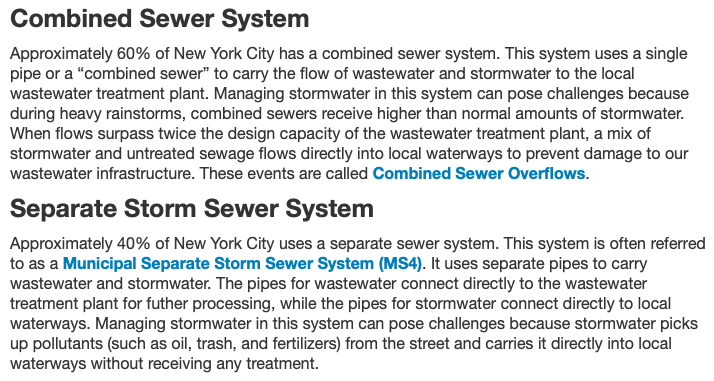 Combined Sewer System
Approximately 60% of New York City has a combined sewer system. This system uses a single
pipe or a “combined sewer” to carry the flow of wastewater and stormwater to the local
wastewater treatment plant. Managing stormwater in this system can pose challenges because
during heavy rainstorms, combined sewers receive higher than normal amounts of stormwater.
When flows surpass twice the design capacity of the wastewater treatment plant, a mix of
stormwater and untreated sewage flows directly into local waterways to prevent damage to our
wastewater infrastructure. These events are called Combined Sewer Overflows.
Separate Storm Sewer System
Approximately 40% of New York City uses a separate sewer system. This system is often referred
to as a Municipal Separate Storm Sewer System (MS4). It uses separate pipes to carry
wastewater and stormwater. The pipes for wastewater connect directly to the wastewater
treatment plant for futher processing, while the pipes for stormwater connect directly to local
waterways. Managing stormwater in this system can pose challenges because stormwater picks
up pollutants (such as oil, trash, and fertilizers) from the street and carries it directly into local
waterways without receiving any treatment.